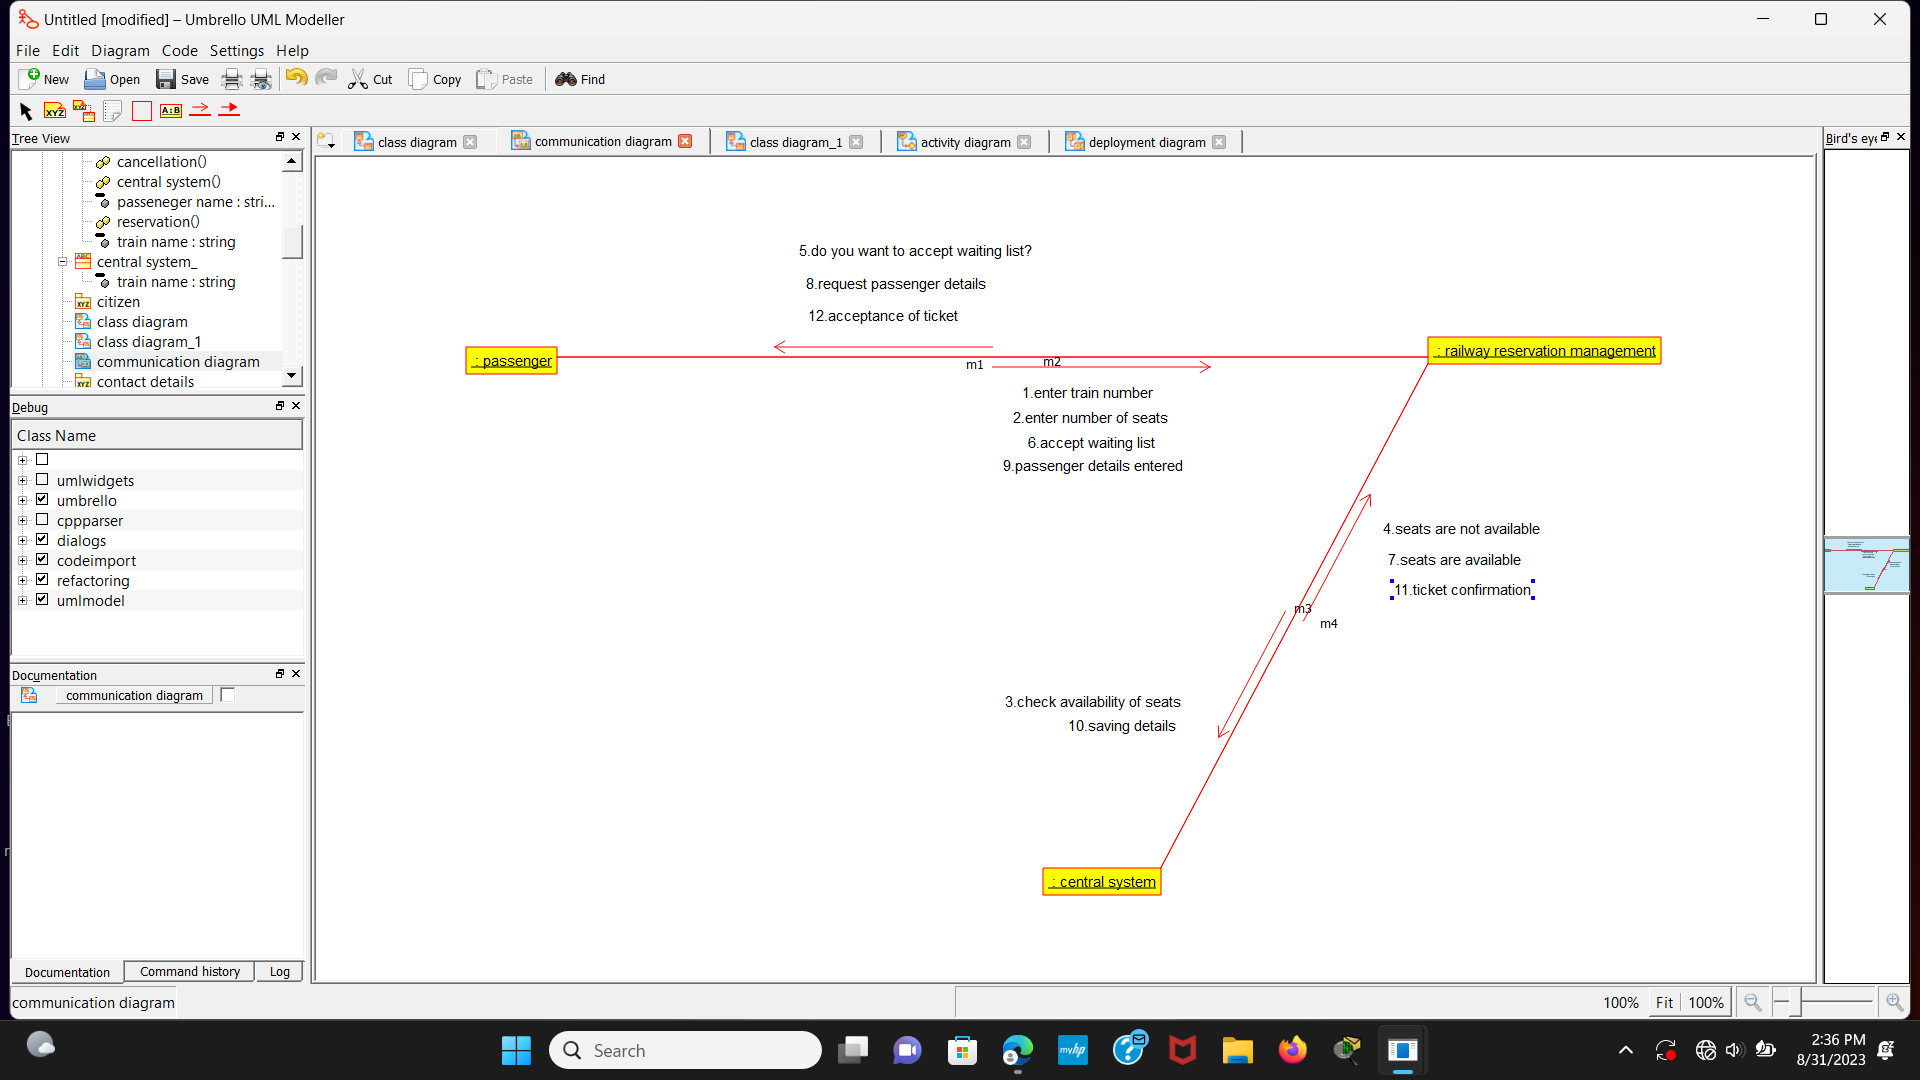 Untitled [modified] – Umbrello UML Modeller
File Edit Diagram Code Settings Help
New Open Save Cut Copy Paste Find
XYZ XYZ A:B
Tree View
class diagram communication diagram class diagram_1 activity diagram deployment diagram
Bird's eye
cancellation()
central system()
passeneger name : stri...
reservation()
train name : string
central system_
train name : string
citizen
class diagram
class diagram_1
communication diagram
contact details
Debug
Class Name
umlwidgets
umbrello
cppparser
dialogs
codeimport
refactoring
umlmodel
Documentation
communication diagram
Documentation Command history Log
5.do you want to accept waiting list?
8.request passenger details
12.acceptance of ticket
: passenger
: railway reservation management
m1 m2
1.enter train number
2.enter number of seats
6.accept waiting list
9.passenger details entered
4.seats are not available
7.seats are available
11.ticket confirmation
m3
m4
3.check availability of seats
10.saving details
: central system
communication diagram
100% Fit 100%
Search
myhp
2:36 PM
8/31/2023